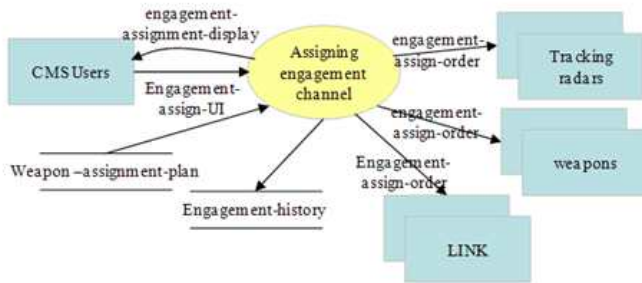 engagement-
assignment-display
CMS Users
Engagement-
assign-UI
Assigning
engagement
channel
engagement-
assign-order
Tracking
radars
engagement-
assign-order
weapons
Engagement-
assign-order
LINK
Weapon –assignment-plan
Engagement-history